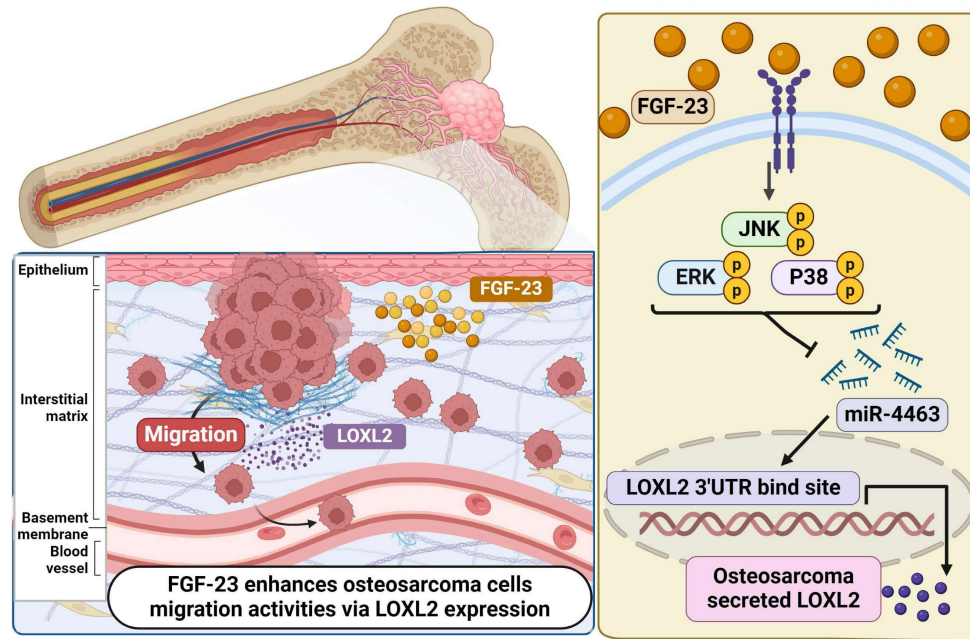 Epithelium
Interstitial
matrix
Basement
membrane
Blood
vessel
FGF-23
Migration
LOXL2
FGF-23 enhances osteosarcoma cells
migration activities via LOXL2 expression
FGF-23
JNK
p
p
ERK
p
p
P38
p
p
miR-4463
LOXL2 3'UTR bind site
Osteosarcoma
secreted LOXL2